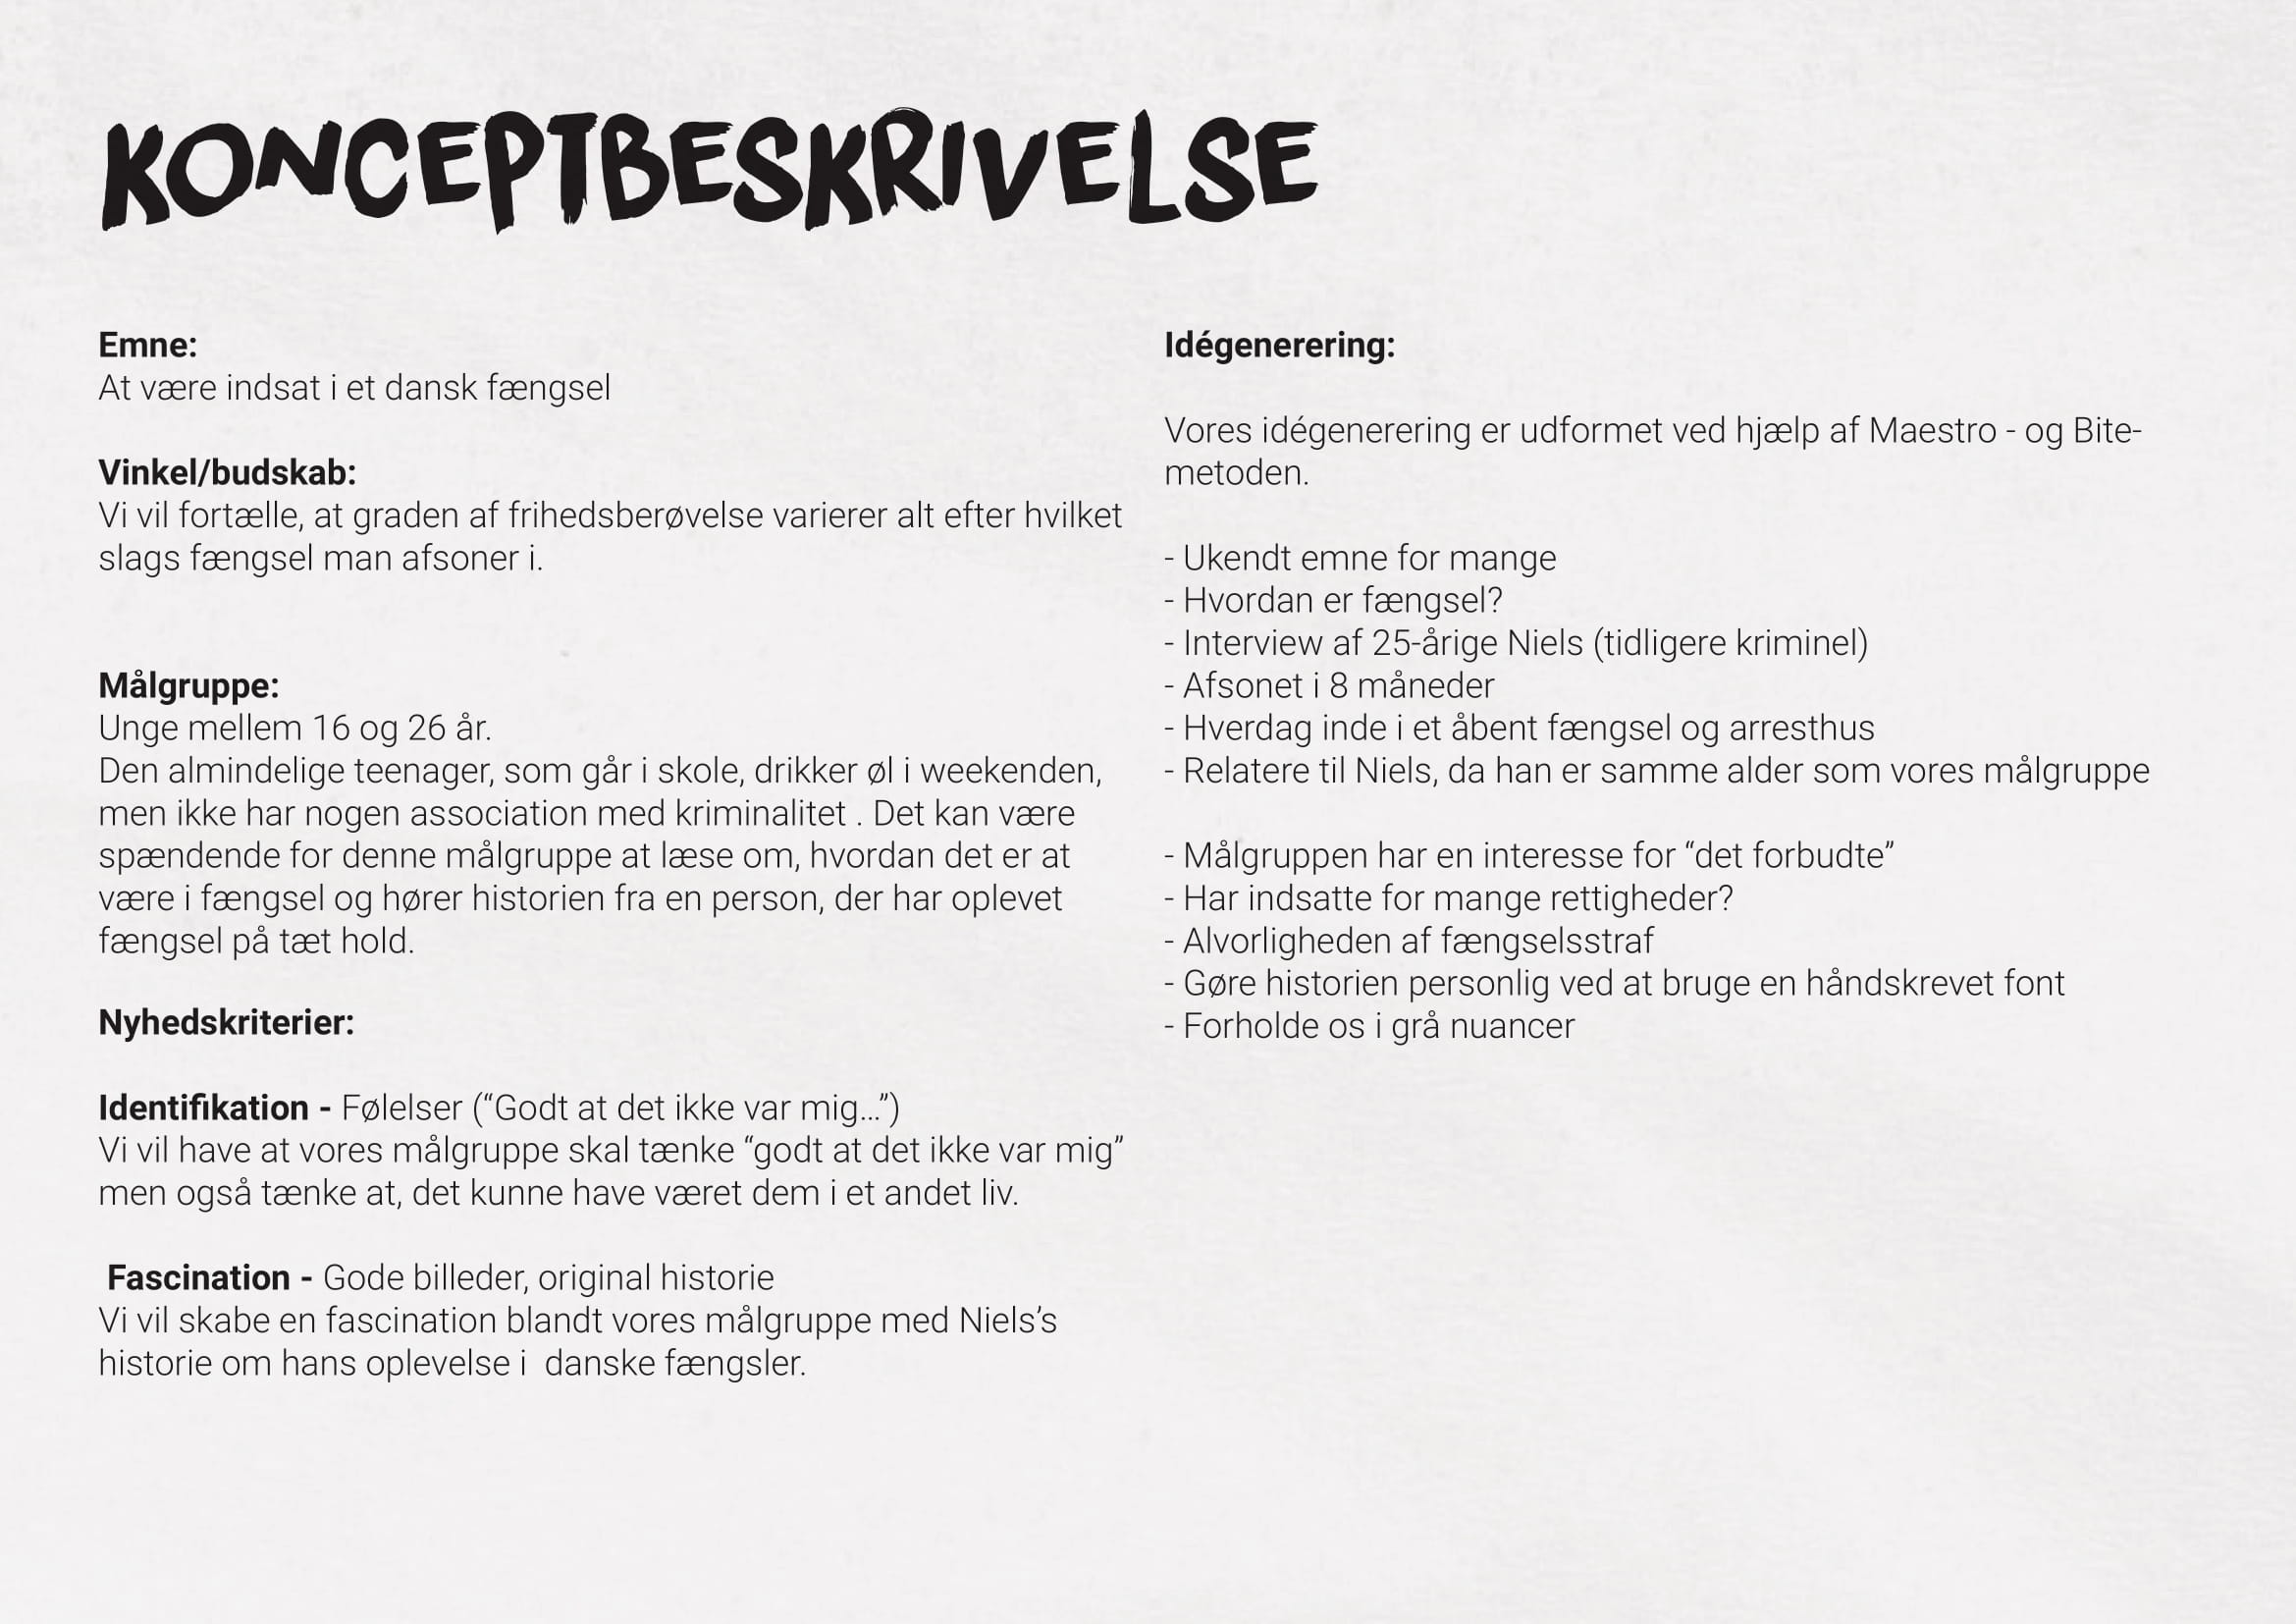 KONCEPTBESKRIVELSE
Emne:
At være indsat i et dansk fængsel
Vinkel/budskab:
Vi vil fortælle, at graden af frihedsberøvelse varierer alt efter hvilket
slags fængsel man afsoner i.
Målgruppe:
Unge mellem 16 og 26 år.
Den almindelige teenager, som går i skole, drikker øl i weekenden,
men ikke har nogen association med kriminalitet . Det kan være
spændende for denne målgruppe at læse om, hvordan det er at
være i fængsel og hører historien fra en person, der har oplevet
fængsel på tæt hold.
Nyhedskriterier:
Identifikation - Følelser (“Godt at det ikke var mig...”)
Vi vil have at vores målgruppe skal tænke “godt at det ikke var mig”
men også tænke at, det kunne have været dem i et andet liv.
Fascination - Gode billeder, original historie
Vi vil skabe en fascination blandt vores målgruppe med Niels’s
historie om hans oplevelse i  danske fængsler.
Idégenerering:
Vores idégenerering er udformet ved hjælp af Maestro - og Bite-
metoden.
- Ukendt emne for mange
- Hvordan er fængsel?
- Interview af 25-årige Niels (tidligere kriminel)
- Afsonet i 8 måneder
- Hverdag inde i et åbent fængsel og arresthus
- Relatere til Niels, da han er samme alder som vores målgruppe
- Målgruppen har en interesse for “det forbudte”
- Har indsatte for mange rettigheder?
- Alvorligheden af fængselsstraf
- Gøre historien personlig ved at bruge en håndskrevet font
- Forholde os i grå nuancer